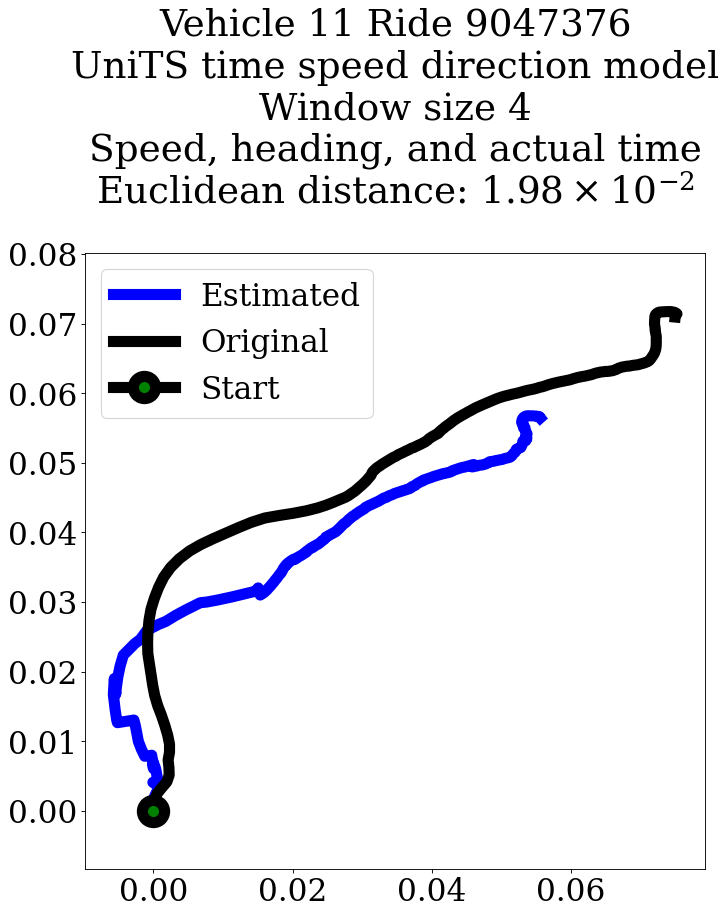 Vehicle 11 Ride 9047376
UniTS time speed direction model
Window size 4
Speed, heading, and actual time
Euclidean distance: 1.98 × 10⁻²
0.08
0.07
0.06
0.05
0.04
0.03
0.02
0.01
0.00
Estimated
Original
Start
0.00 0.02 0.04 0.06